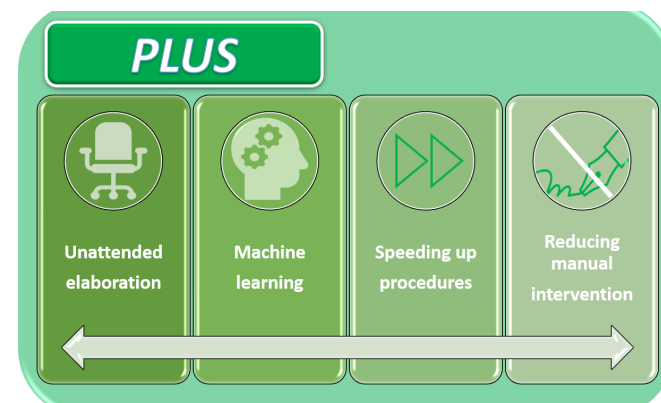 PLUS
Unattended
elaboration
Machine
learning
Speeding up
procedures
Reducing
manual
intervention